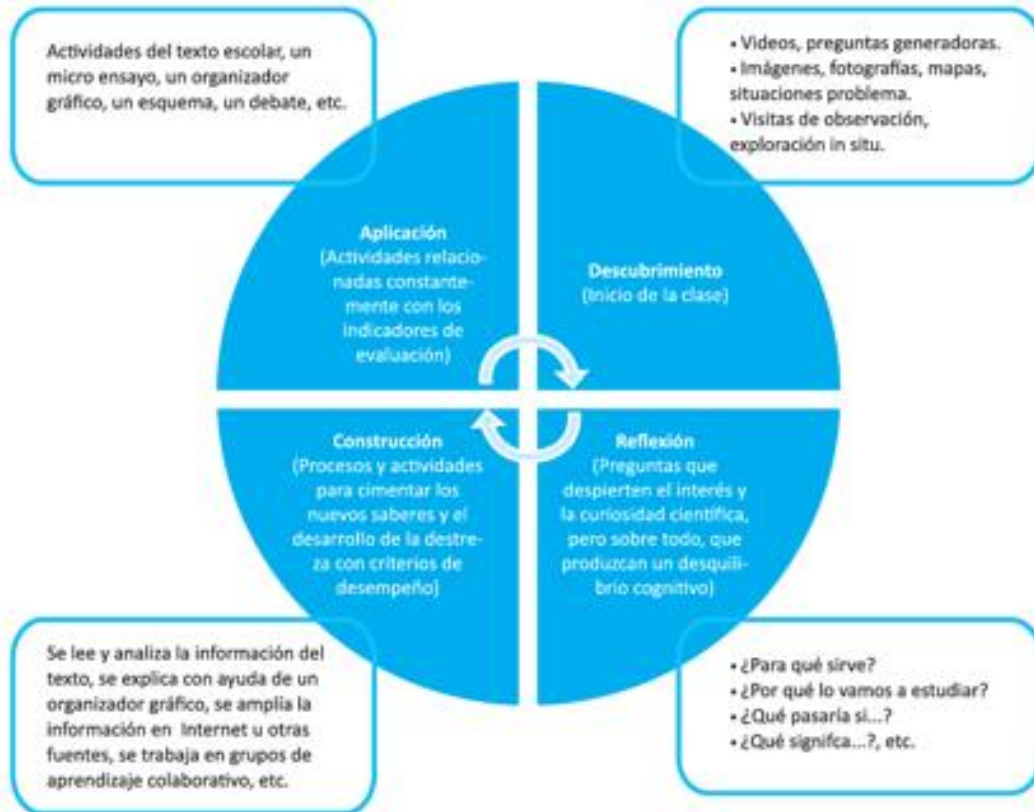 Actividades del texto escolar, un
micro ensayo, un organizador
gráfico, un esquema, un debate, etc.
• Videos, preguntas generadoras.
• Imágenes, fotografías, mapas,
situaciones problema.
• Visitas de observación,
exploración in situ.
Aplicación
(Actividades relacio-
nadas constante-
mente con los
indicadores de
evaluación)
Descubrimiento
(Inicio de la clase)
Construcción
(Procesos y actividades
para cimentar los
nuevos saberes y el
desarrollo de la destre-
za con criterios de
desempeño)
Reflexión
(Preguntas que
despierten el interés y
la curiosidad científica,
pero sobre todo, que
produzcan un desquili-
brio cognitivo)
Se lee y analiza la información del
texto, se explica con ayuda de un
organizador gráfico, se amplía la
información en Internet u otras
fuentes, se trabaja en grupos de
aprendizaje colaborativo, etc.
• ¿Para qué sirve?
• ¿Por qué lo vamos a estudiar?
• ¿Qué pasaría si...?
• ¿Qué signifca...?, etc.